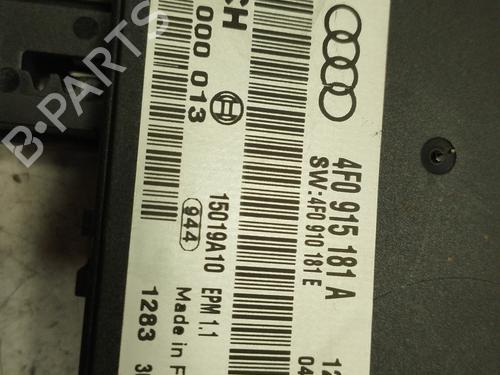 CH
000 013
4F0 915 181 A
SW:4F0 910 181 E
15019A10 EPM 1.1
944
Made in F
1283
12
04
B-PARTS